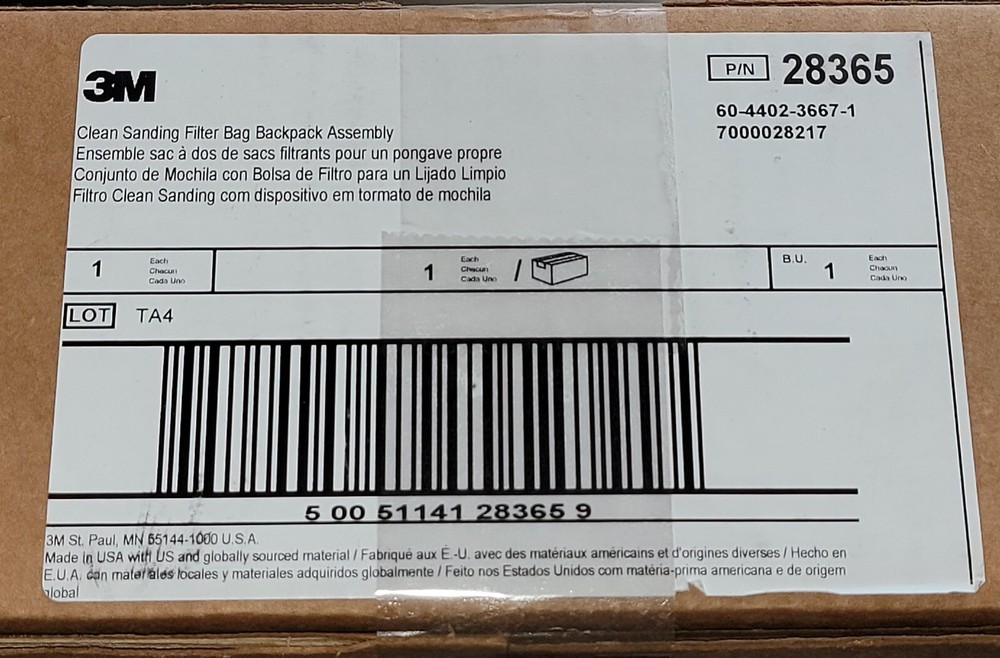 3M
P/N 28365
60-4402-3667-1
7000028217
Clean Sanding Filter Bag Backpack Assembly
Ensemble sac à dos de sacs filtrants pour un pongave propre
Conjunto de Mochila con Bolsa de Filtro para un Lijado Limpio
Filtro Clean Sanding com dispositivo em tormato de mochila
1 Each
Chacun
Cada Uno
1 Each
Chacun
Cada Uno
/
B.U. 1 Each
Chacun
Cada Uno
LOT TA4
5 00 51141 28365 9
3M St. Paul, MN 55144-1000 U.S.A.
Made in USA with US and globally sourced material / Fabriqué aux É.-U. avec des matériaux américains et d'origines diverses / Hecho en
E.U.A. con materiales locales y materiales adquiridos globalmente / Feito nos Estados Unidos com matéria-prima americana e de origem
global